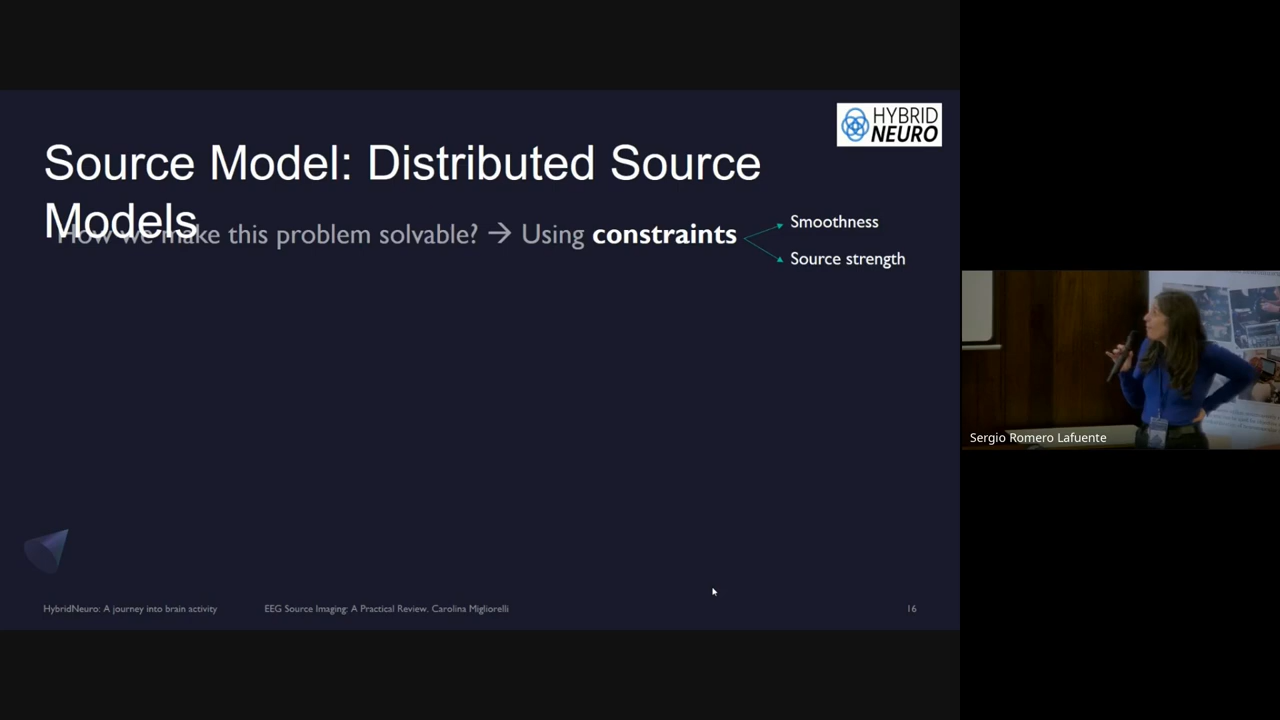 HYBRID
NEURO
Source Model: Distributed Source
Models
How we make this problem solvable? → Using constraints
Smoothness
Source strength
Sergio Romero Lafuente
HybridNeuro: A journey into brain activity
EEG Source Imaging: A Practical Review. Carolina Migliorelli
16